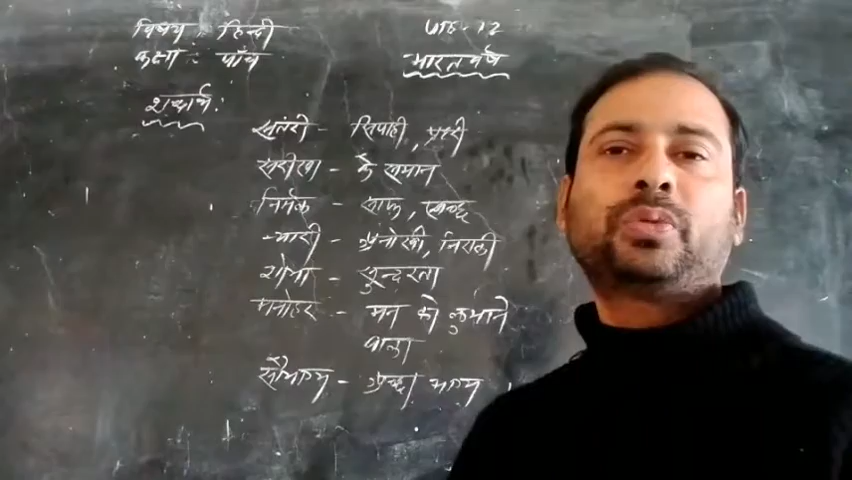 विषय : हिन्दी पाठ - 12
कक्षा : पाँच भारतवर्ष
शब्दार्थ :
संतरी - सिपाही, प्रहरी
सरीखा - के समान
निर्मल - साफ, स्वच्छ
न्यारी - अनोखी, निराली
शोभा - सुन्दरता
मनोहर - मन को लुभाने
वाला
सौभाग्य - अच्छा भाग्य